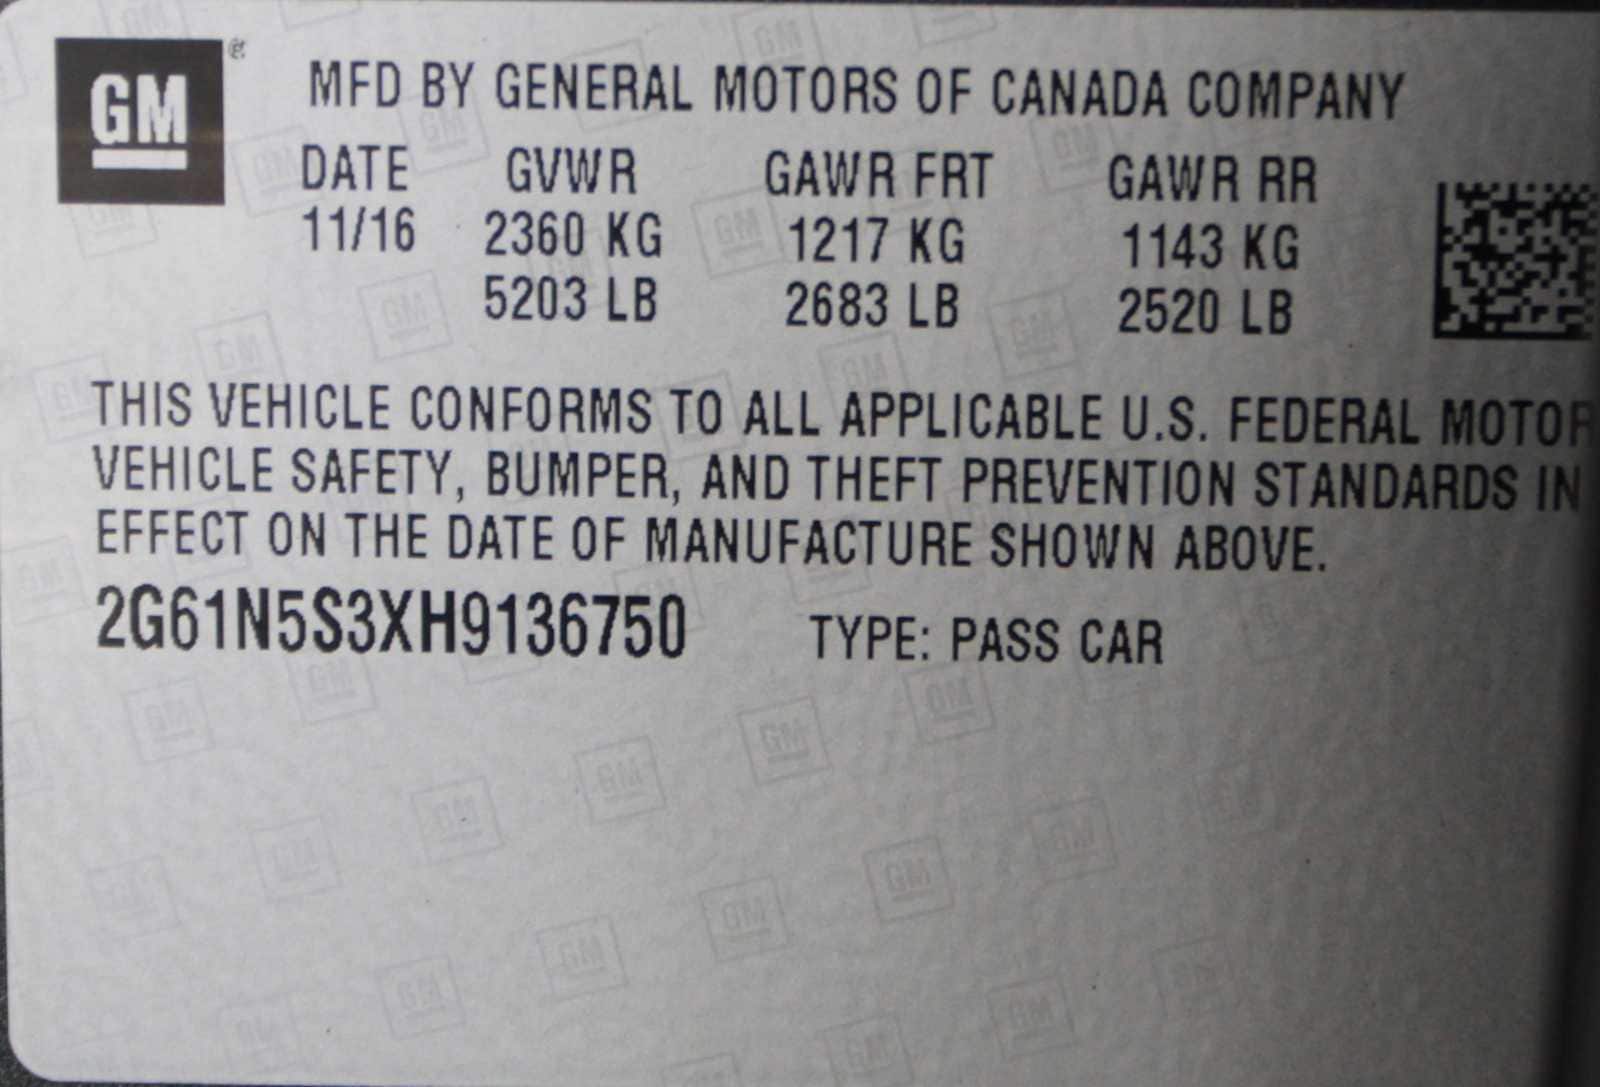 GM ®
MFD BY GENERAL MOTORS OF CANADA COMPANY
DATE GVWR GAWR FRT GAWR RR
11/16 2360 KG 1217 KG 1143 KG
5203 LB 2683 LB 2520 LB
THIS VEHICLE CONFORMS TO ALL APPLICABLE U.S. FEDERAL MOTOR
VEHICLE SAFETY, BUMPER, AND THEFT PREVENTION STANDARDS IN
EFFECT ON THE DATE OF MANUFACTURE SHOWN ABOVE.
2G61N5S3XH9136750 TYPE: PASS CAR